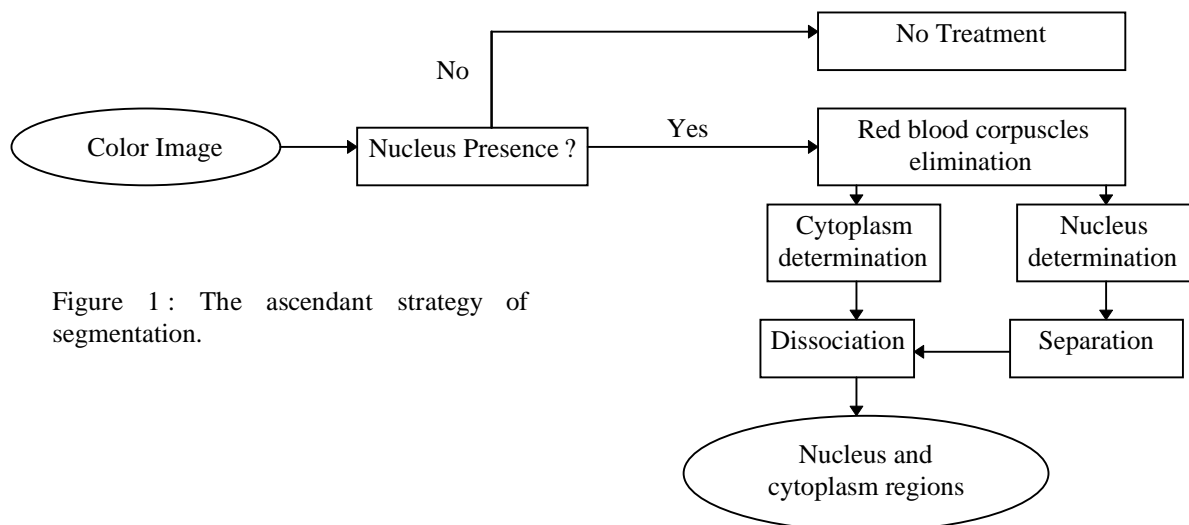 No Treatment
No
Color Image
Nucleus Presence ?
Yes
Red blood corpuscles
elimination
Cytoplasm
determination
Nucleus
determination
Figure 1 : The ascendant strategy of
segmentation.
Dissociation
Separation
Nucleus and
cytoplasm regions